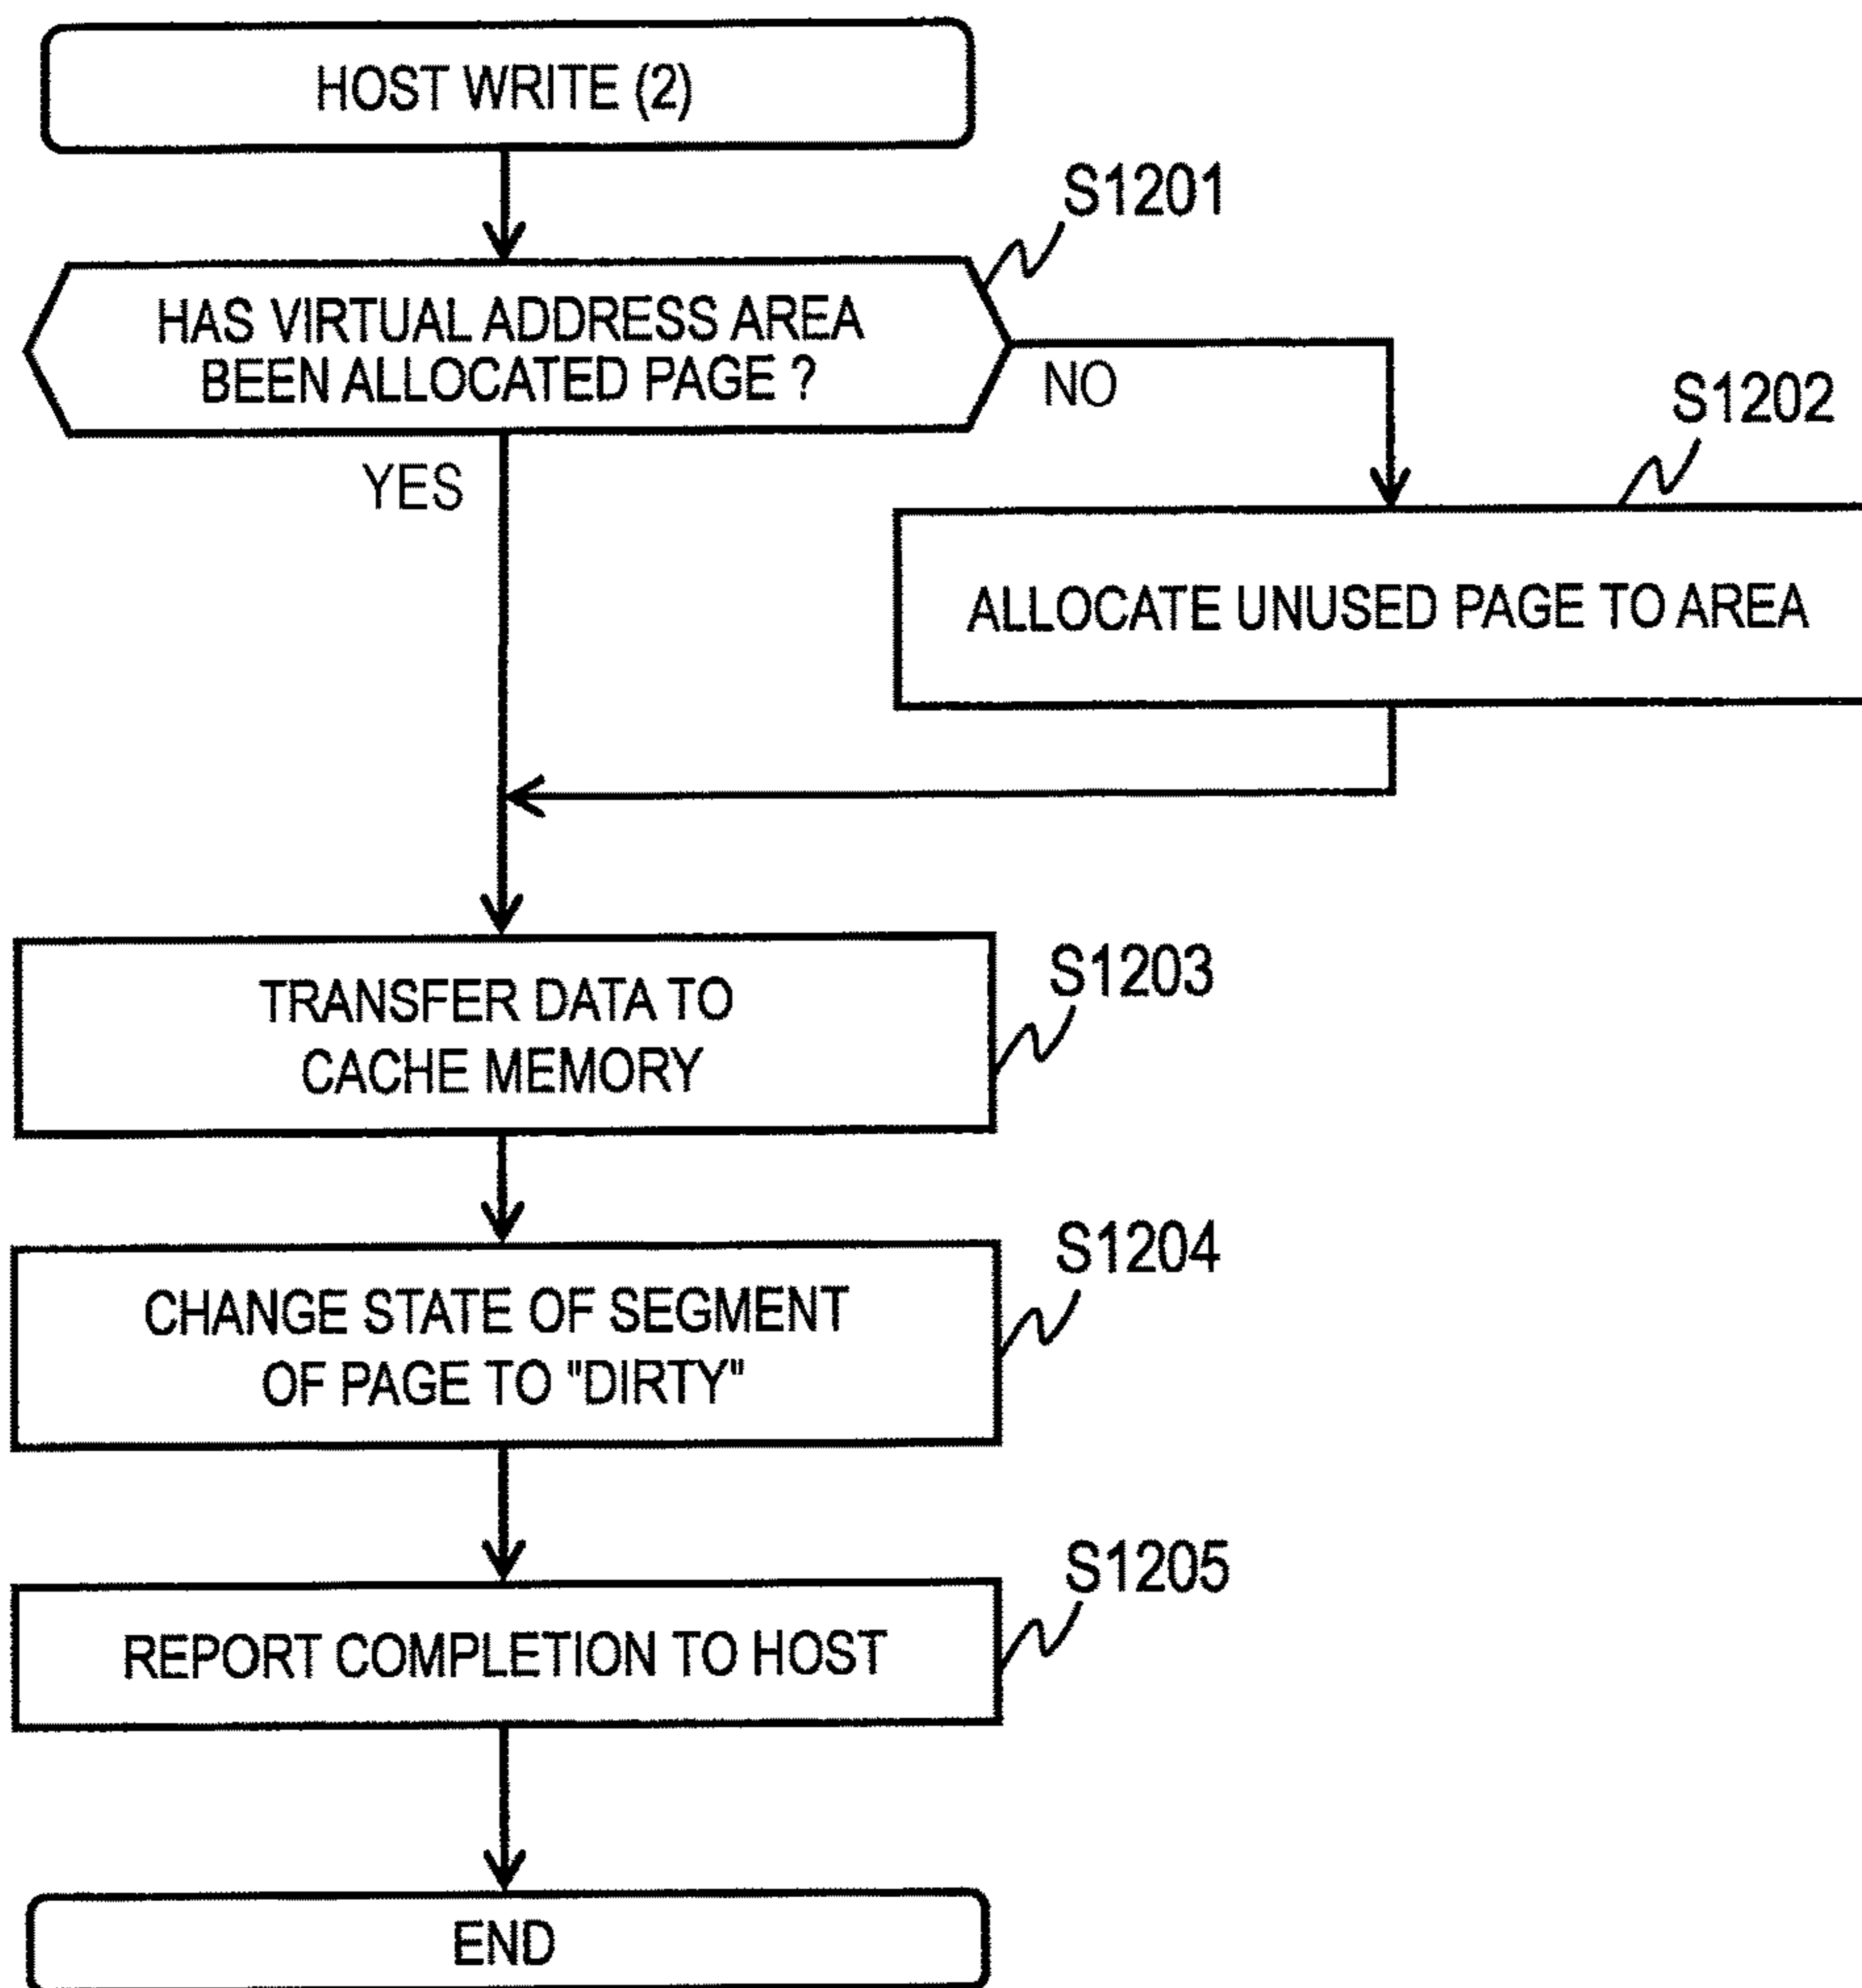 HOST WRITE (2)
S1201
HAS VIRTUAL ADDRESS AREA
BEEN ALLOCATED PAGE ?
NO
YES
S1202
ALLOCATE UNUSED PAGE TO AREA
TRANSFER DATA TO
CACHE MEMORY
S1203
CHANGE STATE OF SEGMENT
OF PAGE TO "DIRTY"
S1204
REPORT COMPLETION TO HOST
S1205
END